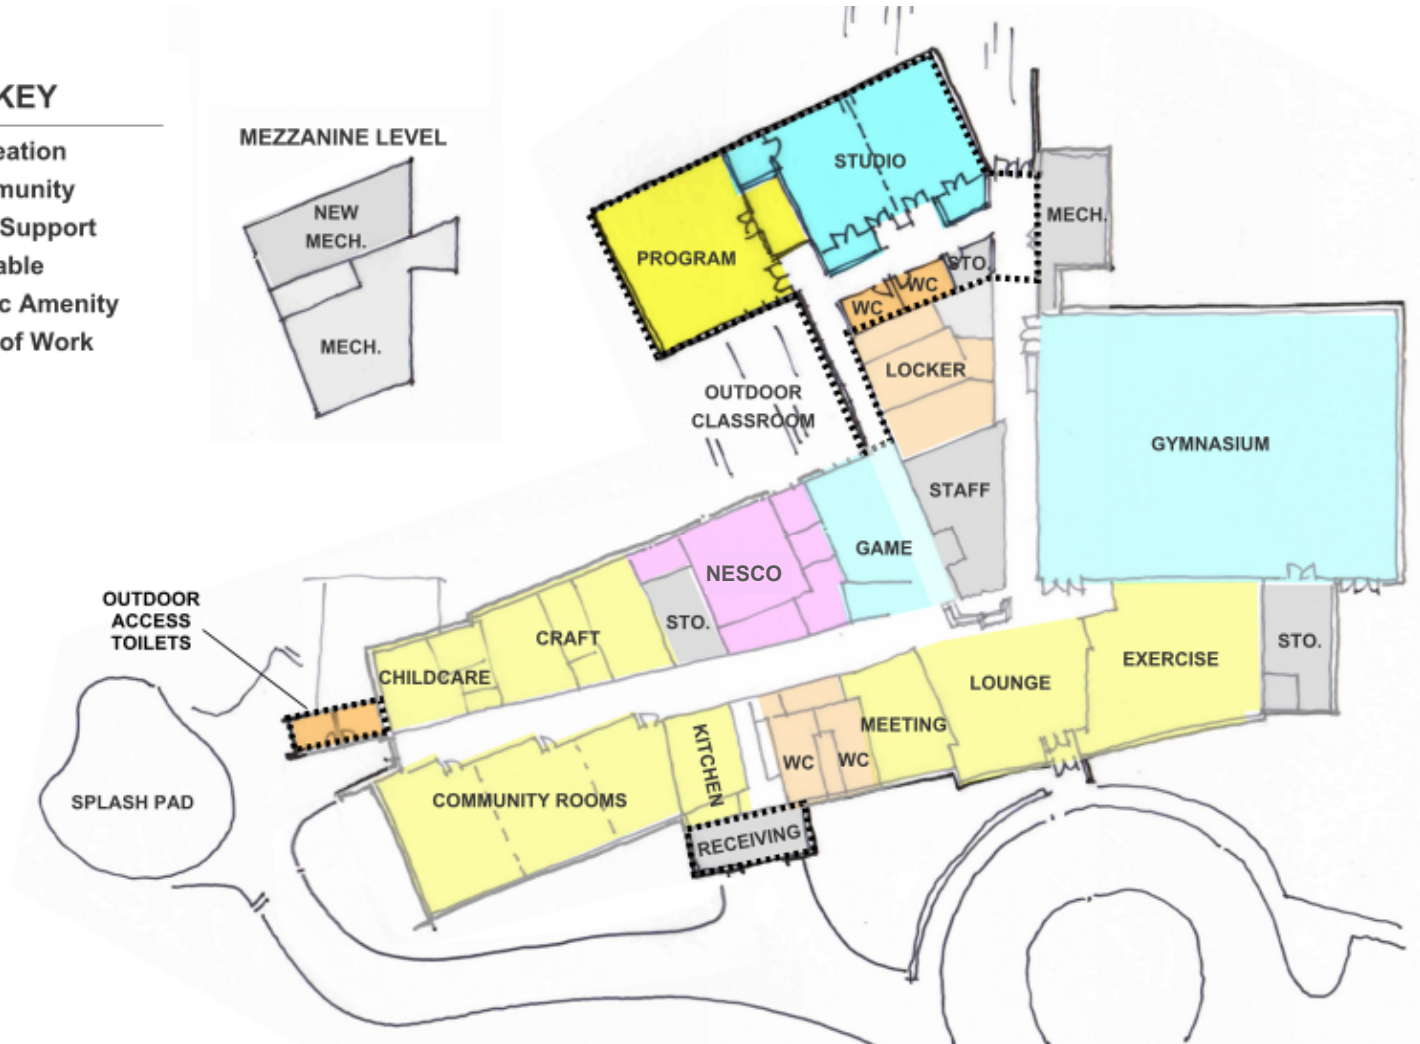 KEY
eation
munity
Support
able
c Amenity
of Work
MEZZANINE LEVEL
NEW
MECH.
MECH.
STUDIO
PROGRAM
MECH.
STO.
WC
WC
LOCKER
OUTDOOR
CLASSROOM
GYMNASIUM
STAFF
GAME
NESCO
STO.
CRAFT
CHILDCARE
OUTDOOR
ACCESS
TOILETS
EXERCISE
STO.
LOUNGE
MEETING
KITCHEN
WC
WC
COMMUNITY ROOMS
SPLASH PAD
RECEIVING